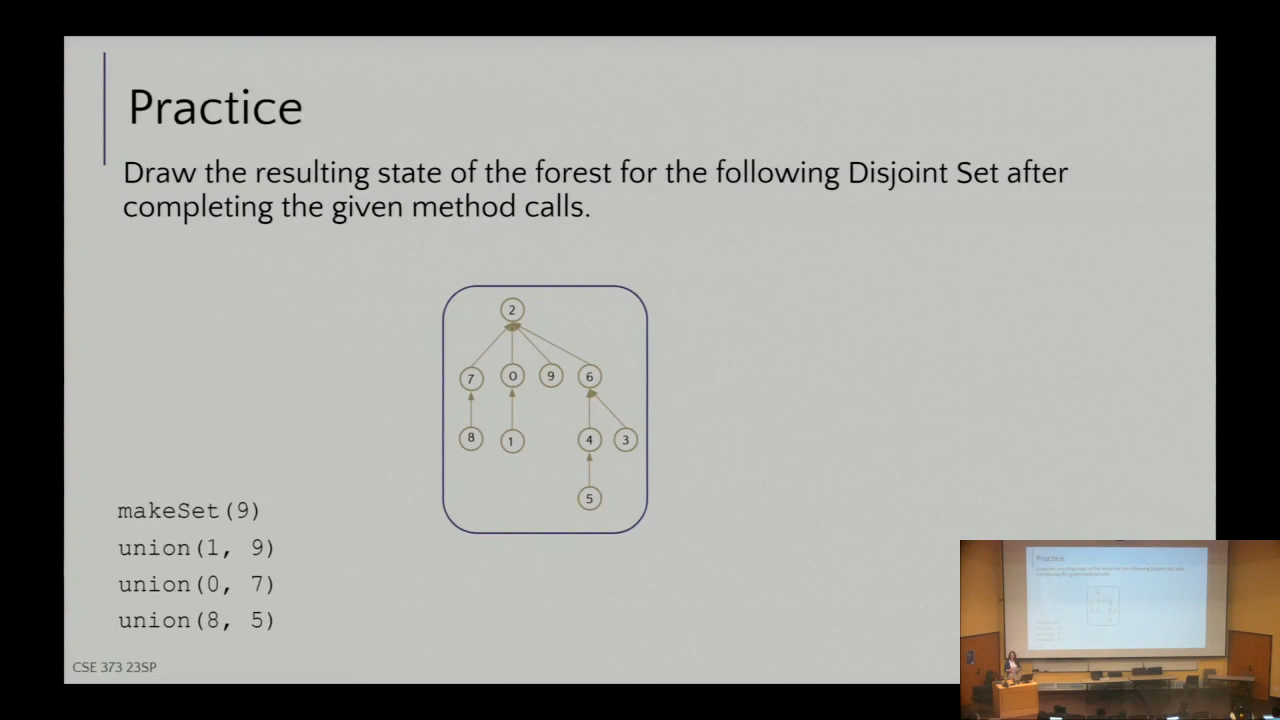 Practice
Draw the resulting state of the forest for the following Disjoint Set after
completing the given method calls.
2
7 0 9 6
8 1 4 3
5
makeSet(9)
union(1, 9)
union(0, 7)
union(8, 5)
CSE 373 23SP
Practice